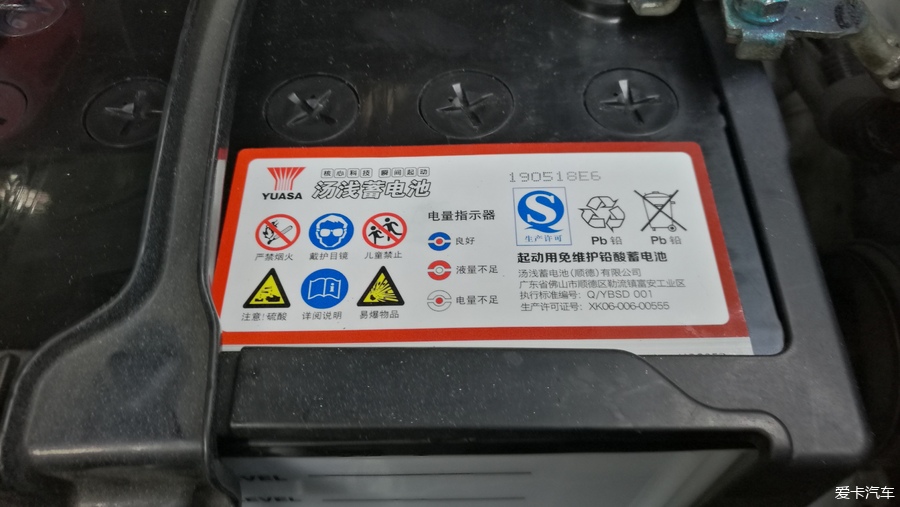 YUASA
核心科技 瞬间起动
汤浅蓄电池
190518E6
严禁烟火
戴护目镜
儿童禁止
注意!硫酸
详阅说明
易爆物品
电量指示器
良好
液量不足
电量不足
S
生产许可
Pb 铅
Pb 铅
起动用免维护铅酸蓄电池
汤浅蓄电池(顺德)有限公司
广东省佛山市顺德区勒流镇富安工业区
执行标准编号: Q/YBSD 001
生产许可证号: XK06-006-00555
VEL
LEVEL
爱卡汽车